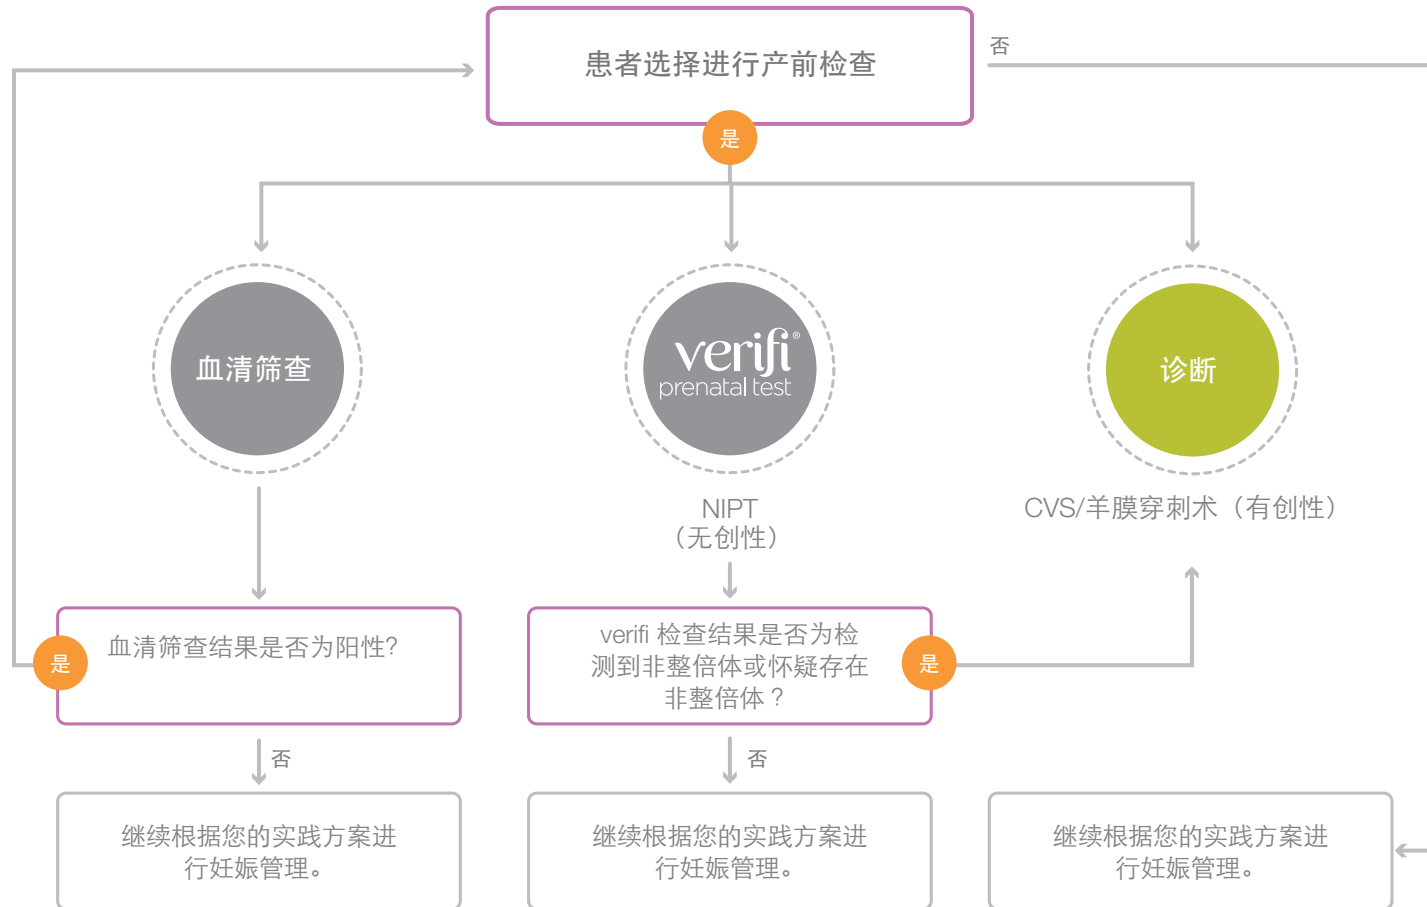 患者选择进行产前检查
否
是
血清筛查
verifi®
prenatal test
诊断
NIPT
（无创性）
CVS/羊膜穿刺术（有创性）
血清筛查结果是否为阳性？
是
verifi 检查结果是否为检
测到非整倍体或怀疑存在
非整倍体？
是
否
否
继续根据您的实践方案进
行妊娠管理。
继续根据您的实践方案进
行妊娠管理。
继续根据您的实践方案进
行妊娠管理。